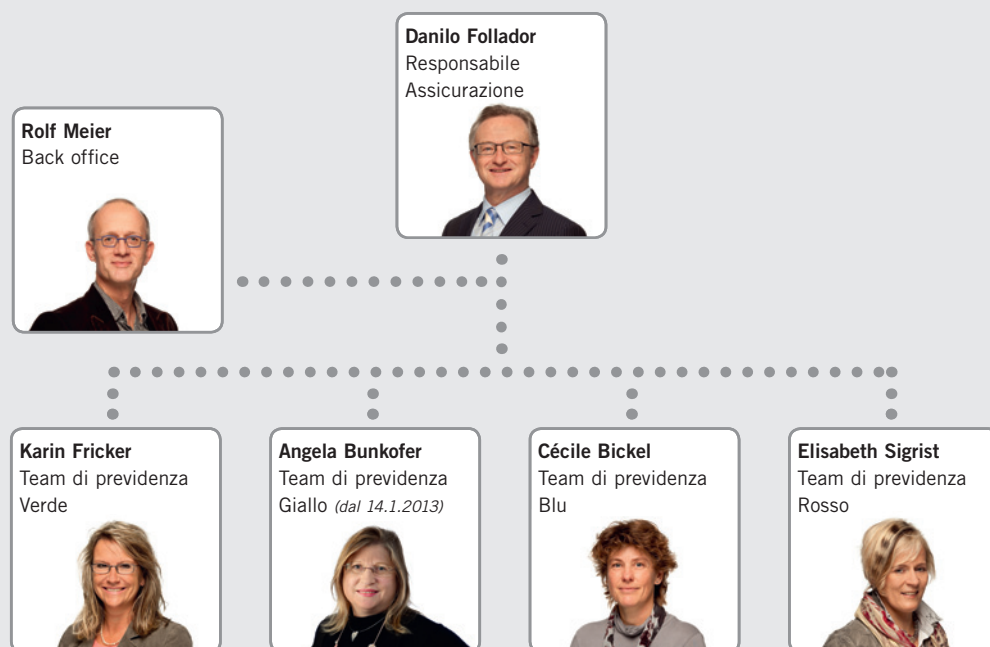 Danilo Follador
Responsabile
Assicurazione
Rolf Meier
Back office
Karin Fricker
Team di previdenza
Verde
Angela Bunkofer
Team di previdenza
Giallo (dal 14.1.2013)
Cécile Bickel
Team di previdenza
Blu
Elisabeth Sigrist
Team di previdenza
Rosso